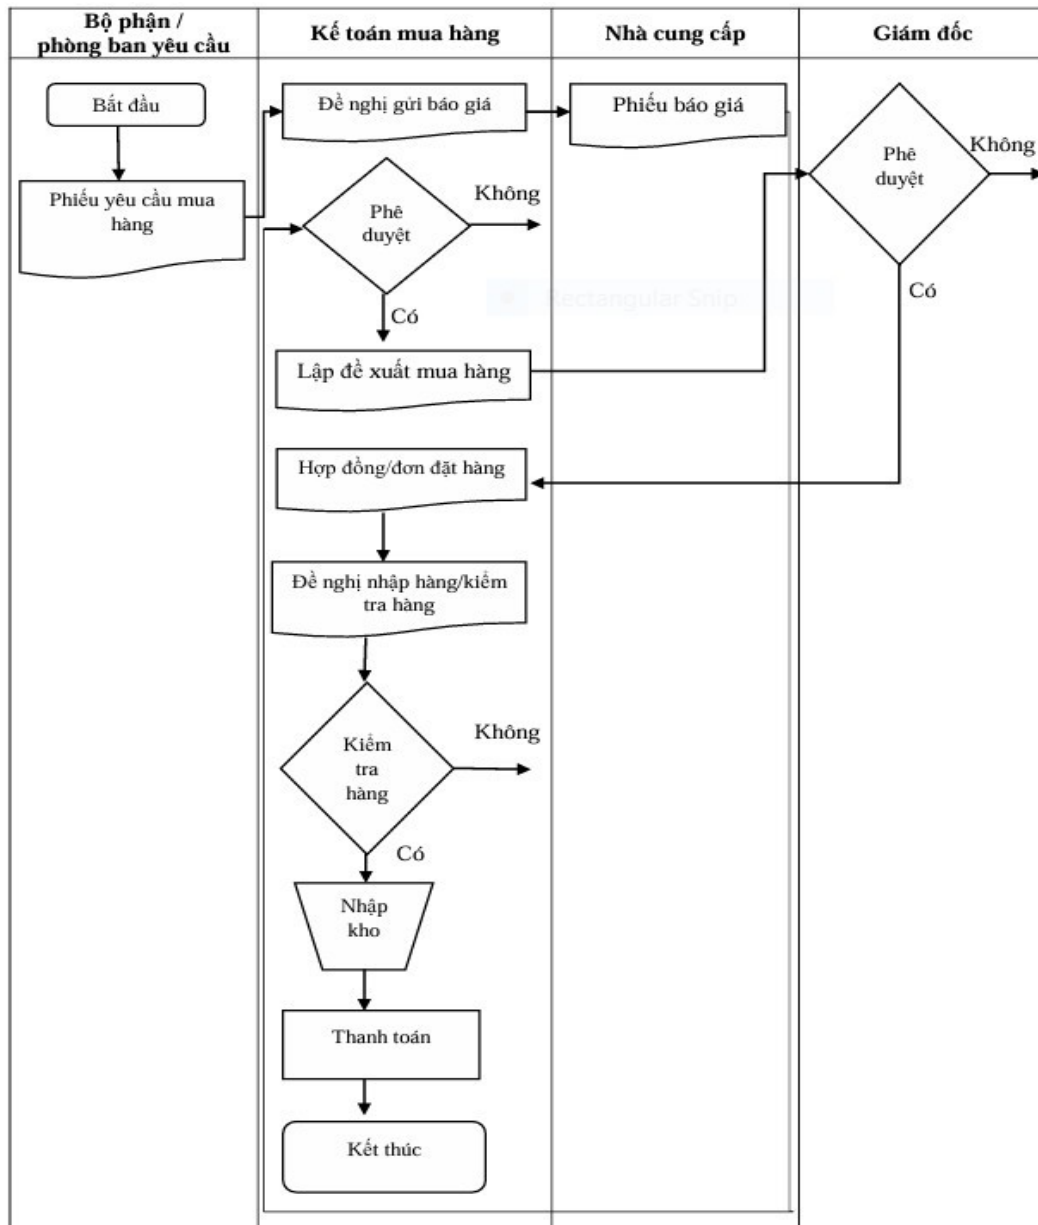 Bộ phận /
phòng ban yêu cầu
Kế toán mua hàng
Nhà cung cấp
Giám đốc
Bắt đầu
Đề nghị gửi báo giá
Phiếu báo giá
Không
Phê
duyệt
Phiếu yêu cầu mua
hàng
Không
Phê
duyệt
Có
Rectangular Snip
Có
Lập đề xuất mua hàng
Hợp đồng/đơn đặt hàng
Đề nghị nhập hàng/kiểm
tra hàng
Không
Kiểm
tra
hàng
Có
Nhập
kho
Thanh toán
Kết thúc